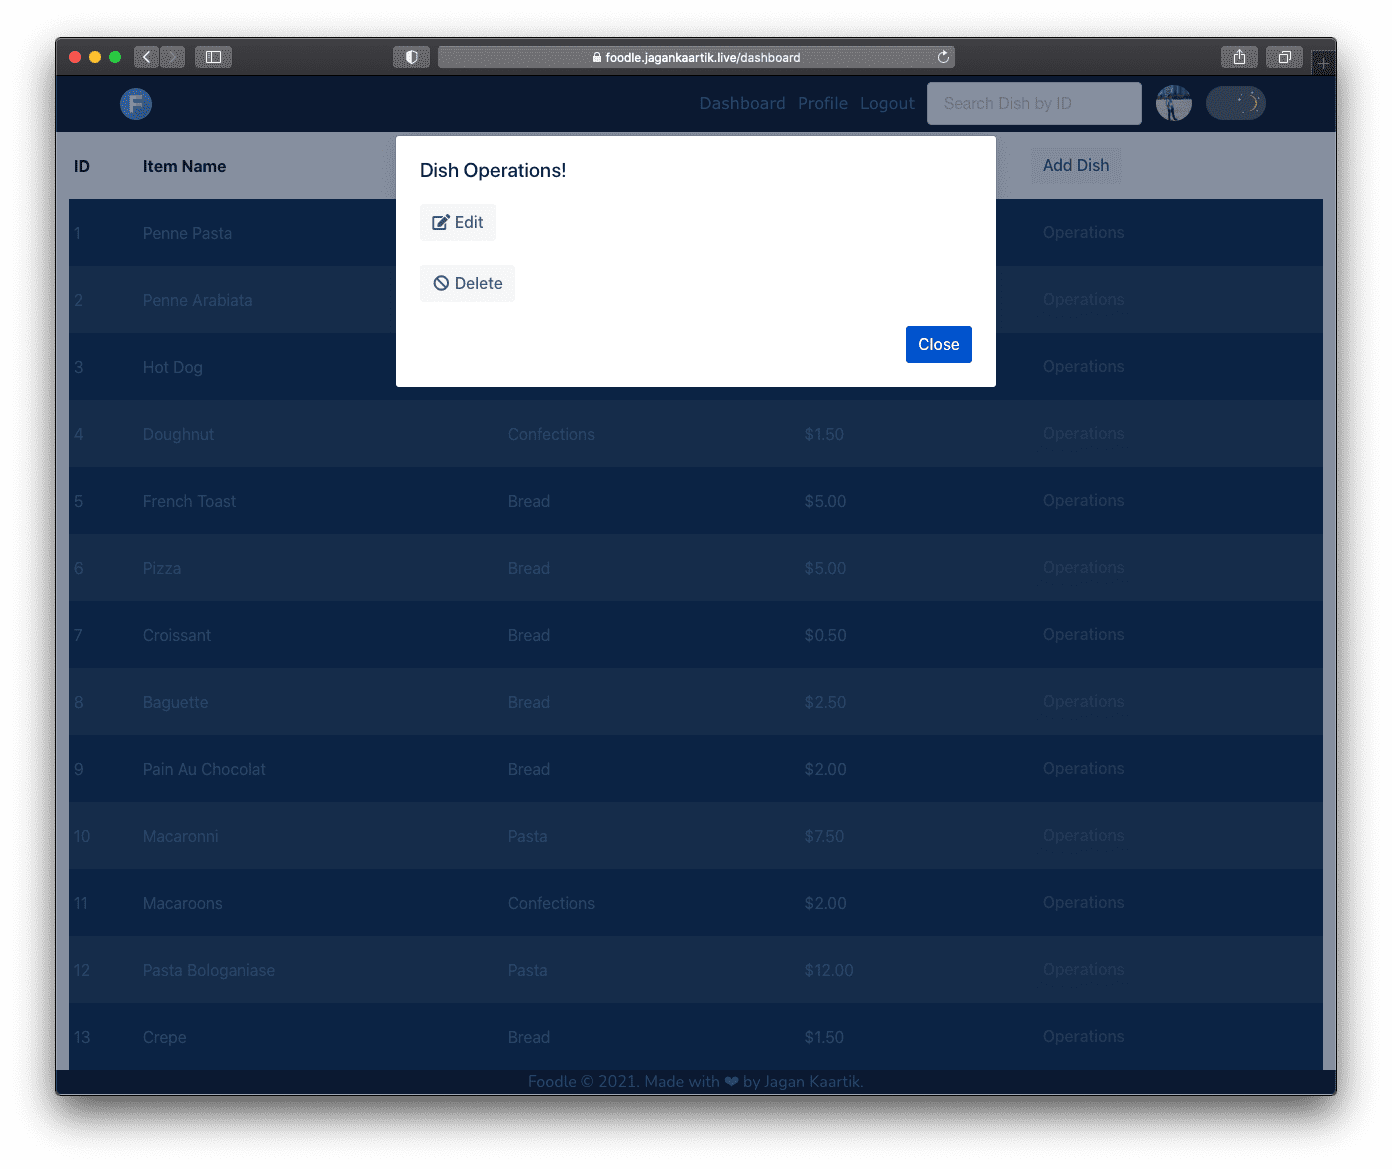 foodle.jagankaartik.live/dashboard
F
Dashboard Profile Logout Search Dish by ID
ID Item Name Add Dish
Dish Operations!
Edit
Delete
Close
1 Penne Pasta Operations
2 Penne Arabiata Operations
3 Hot Dog Operations
4 Doughnut Confections $1.50 Operations
5 French Toast Bread $5.00 Operations
6 Pizza Bread $5.00 Operations
7 Croissant Bread $0.50 Operations
8 Baguette Bread $2.50 Operations
9 Pain Au Chocolat Bread $2.00 Operations
10 Macaronni Pasta $7.50 Operations
11 Macaroons Confections $2.00 Operations
12 Pasta Bologaniase Pasta $12.00 Operations
13 Crepe Bread $1.50 Operations
Foodle © 2021. Made with ❤ by Jagan Kaartik.